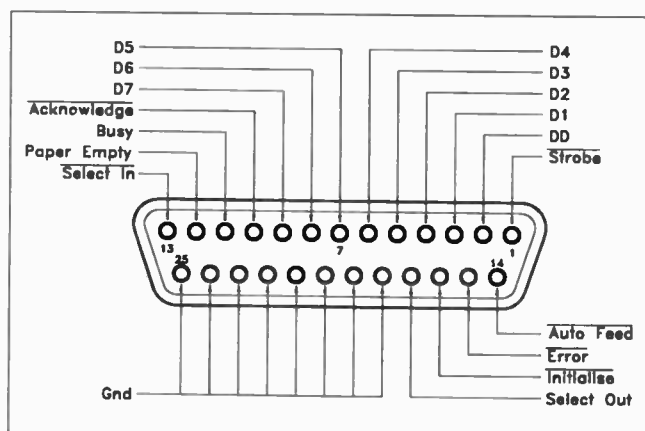 D5
D6
D7
Acknowledge
Busy
Paper Empty
Select In
D4
D3
D2
D1
DD
Strobe
13
7
1
25
14
Auto Feed
Error
Initialise
Select Out
Gnd